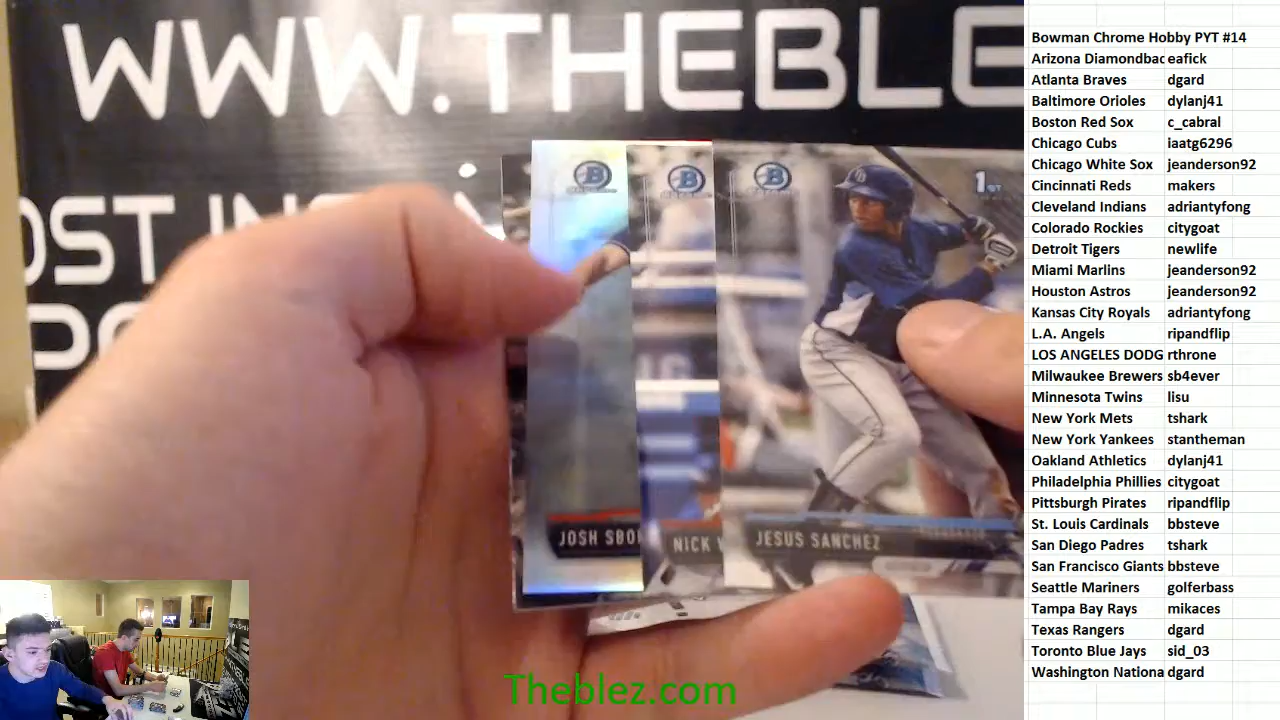 WWW.THEBLE
OST IN
JOSH SBO
NICK
JESUS SANCHEZ
1ST
Theblez.com
Bowman Chrome Hobby PYT #14
Arizona Diamondbac eafick
Atlanta Braves dgard
Baltimore Orioles dylanj41
Boston Red Sox c_cabral
Chicago Cubs iaatg6296
Chicago White Sox jeanderson92
Cincinnati Reds makers
Cleveland Indians adriantyfong
Colorado Rockies citygoat
Detroit Tigers newlife
Miami Marlins jeanderson92
Houston Astros jeanderson92
Kansas City Royals adriantyfong
L.A. Angels ripandflip
LOS ANGELES DODG rthrone
Milwaukee Brewers sb4ever
Minnesota Twins lisu
New York Mets tshark
New York Yankees stantheman
Oakland Athletics dylanj41
Philadelphia Phillies citygoat
Pittsburgh Pirates ripandflip
St. Louis Cardinals bbsteve
San Diego Padres tshark
San Francisco Giants bbsteve
Seattle Mariners golferbass
Tampa Bay Rays mikaces
Texas Rangers dgard
Toronto Blue Jays sid_03
Washington Nationa dgard